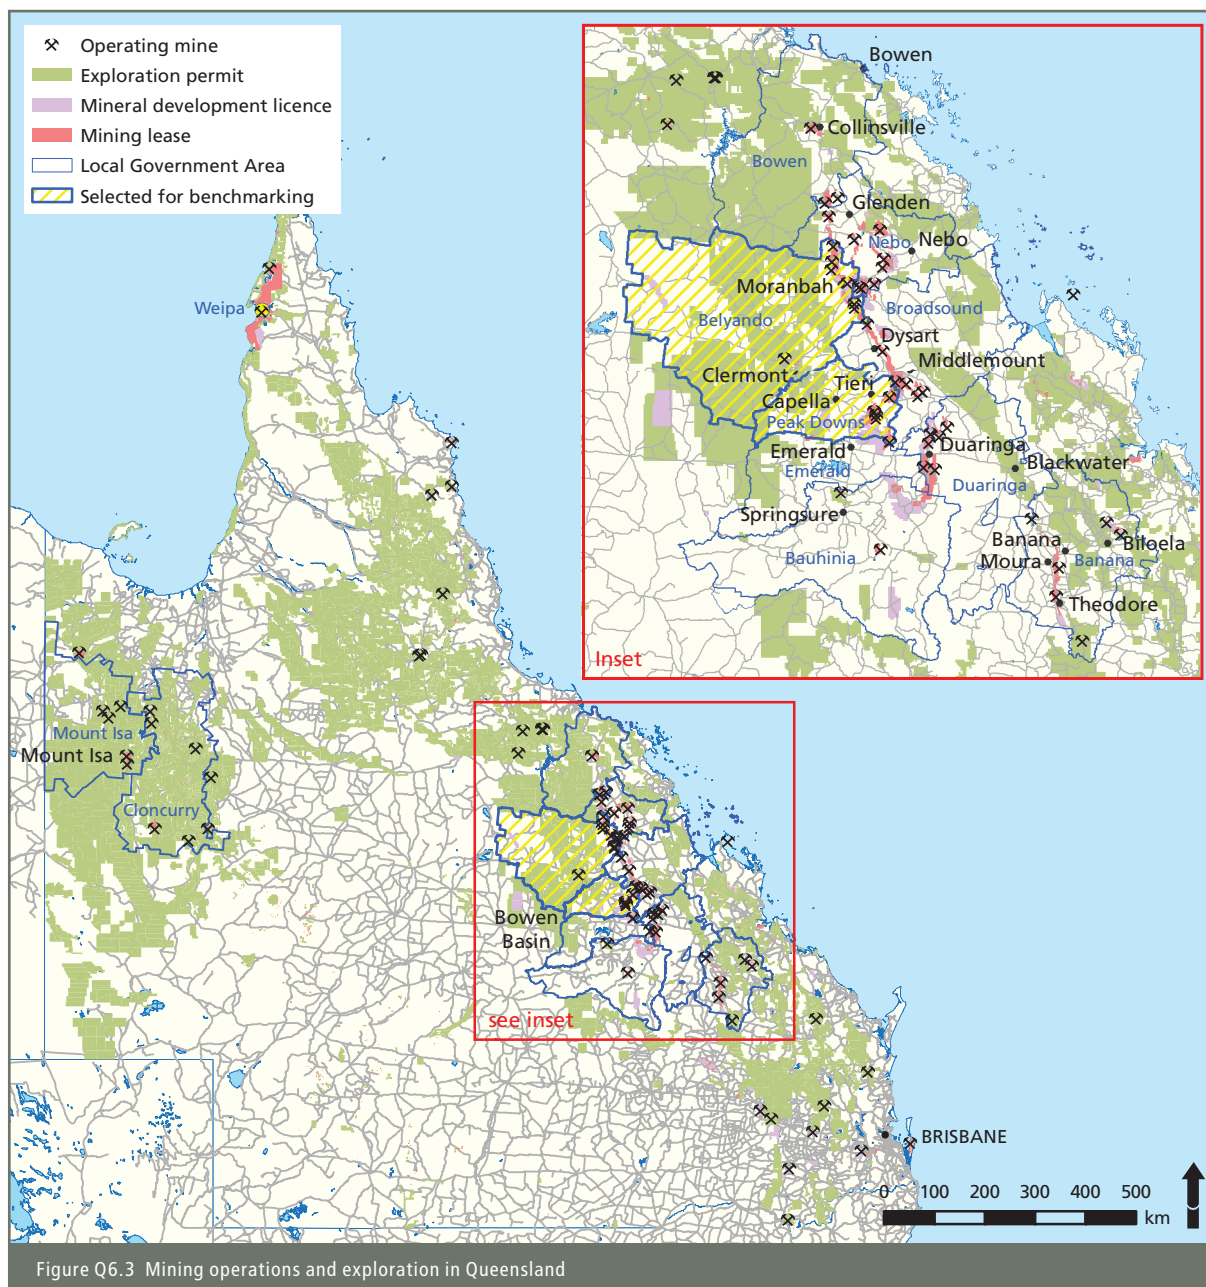 Operating mine
Exploration permit
Mineral development licence
Mining lease
Local Government Area
Selected for benchmarking
Bowen
Collinsville
Bowen
Glenden
Nebo
Nebo
Moranbah
Broadsound
Belyando
Dysart
Middlemount
Clermont
Tieri
Capella
Peak Downs
Emerald
Duaringa
Emerald
Blackwater
Duaringa
Springsure
Banana
Biloela
Bauhinia
Moura
Banana
Theodore
Inset
Weipa
Mount Isa
Mount Isa
Cloncurry
Bowen
Basin
see inset
BRISBANE
0 100 200 300 400 500
km
Figure Q6.3 Mining operations and exploration in Queensland